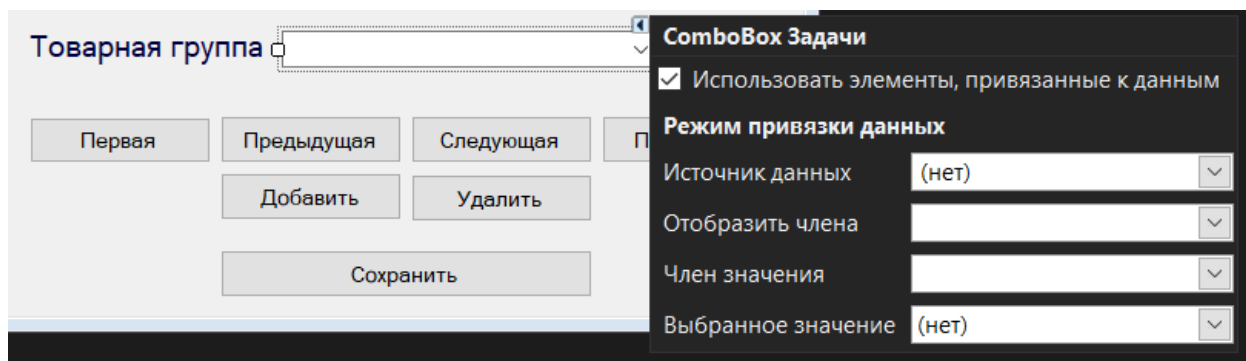 Товарная группа
Первая
Предыдущая
Следующая
П
Добавить
Удалить
Сохранить
ComboBox Задачи
Использовать элементы, привязанные к данным
Режим привязки данных
Источник данных (нет)
Отобразить члена
Член значения
Выбранное значение (нет)